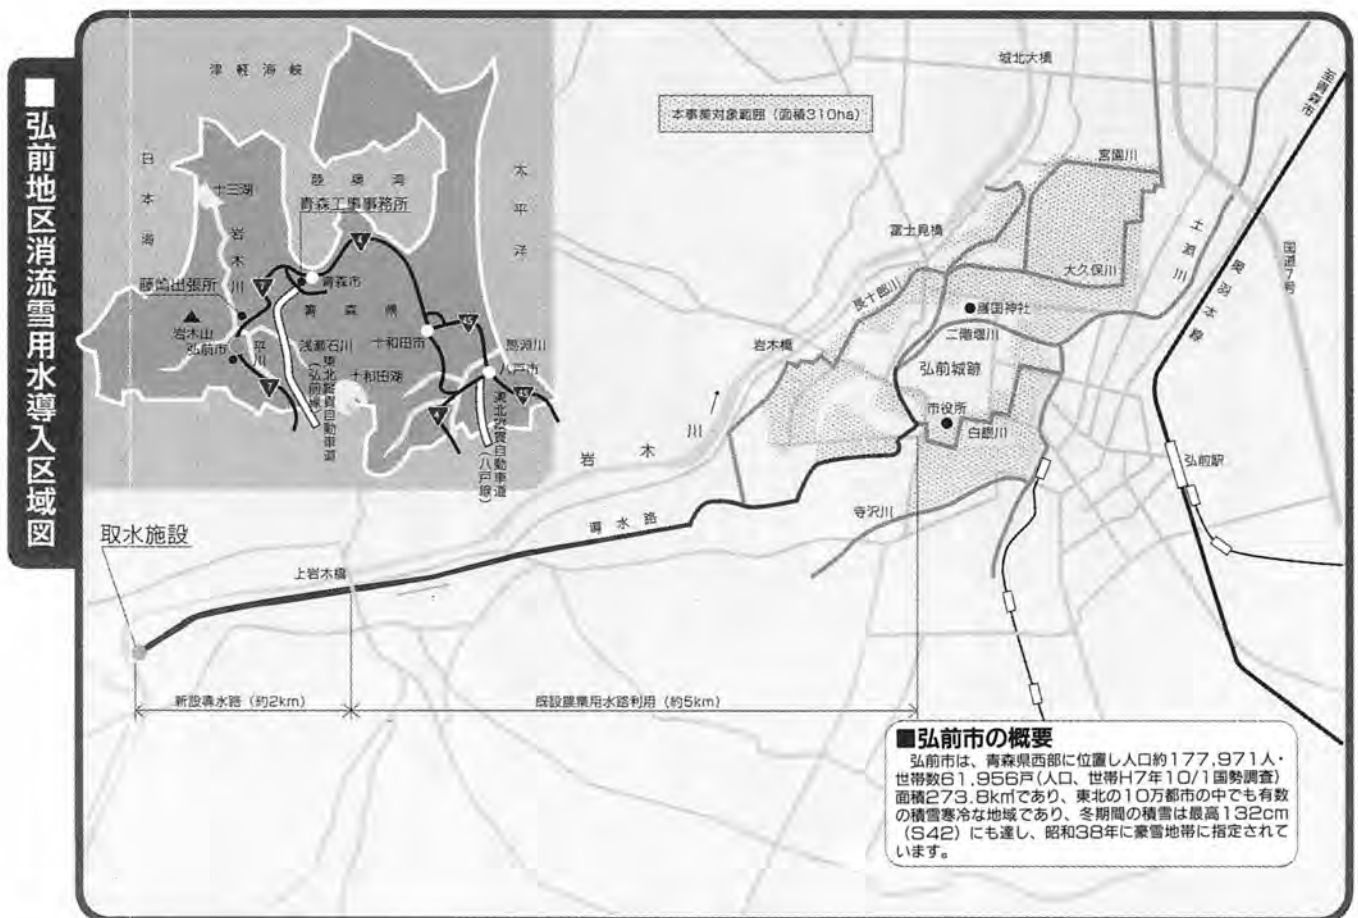 ■弘前地区消流雪用水導入区域図
津軽海峡
日本海
太平洋
陸奥湾
十三湖
岩木川
青森工事事務所
藤崎出張所
青森市
青森県
岩木山
弘前市
平川
浅瀬石川
十和田市
十和田湖
馬淵川
八戸市
東北縦貫自動車道
(弘前線)
東北縦貫自動車道
(八戸線)
4
7
7
45
45
4
本事業対象範囲(面積310ha)
城北大橋
至青森市
宮園川
富士見橋
土淵川
国道7号
奥羽本線
大久保川
長十郎川
護国神社
二階堰川
岩木橋
弘前城跡
市役所
岩木川
弘前駅
寺沢川
導水路
取水施設
上岩木橋
新設導水路(約2km)
既設農業用水路利用(約5km)
■弘前市の概要
弘前市は、青森県西部に位置し人口約177,971人・
世帯数61,956戸(人口、世帯H7年10/1国勢調査)
面積273.8k㎡であり、東北の10万都市の中でも有数
の積雪寒冷な地域であり、冬期間の積雪は最高132cm
(S42)にも達し、昭和38年に豪雪地帯に指定されて
います。